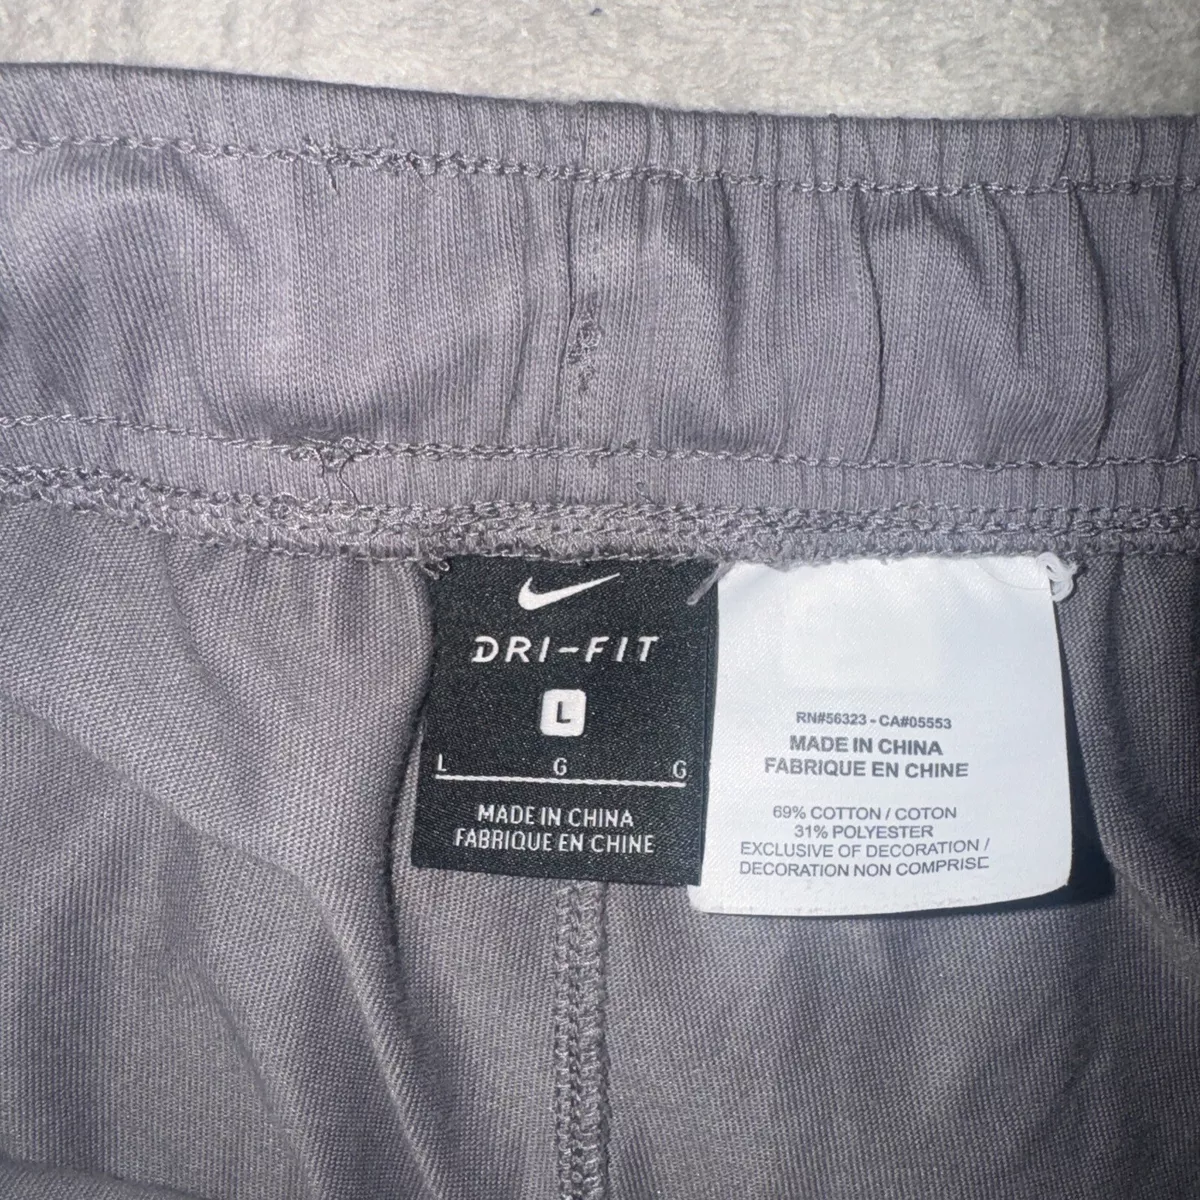 DRI-FIT
L
L G G
MADE IN CHINA
FABRIQUE EN CHINE
RN#56323 - CA#05553
MADE IN CHINA
FABRIQUE EN CHINE
69% COTTON / COTON
31% POLYESTER
EXCLUSIVE OF DECORATION /
DECORATION NON COMPRISE